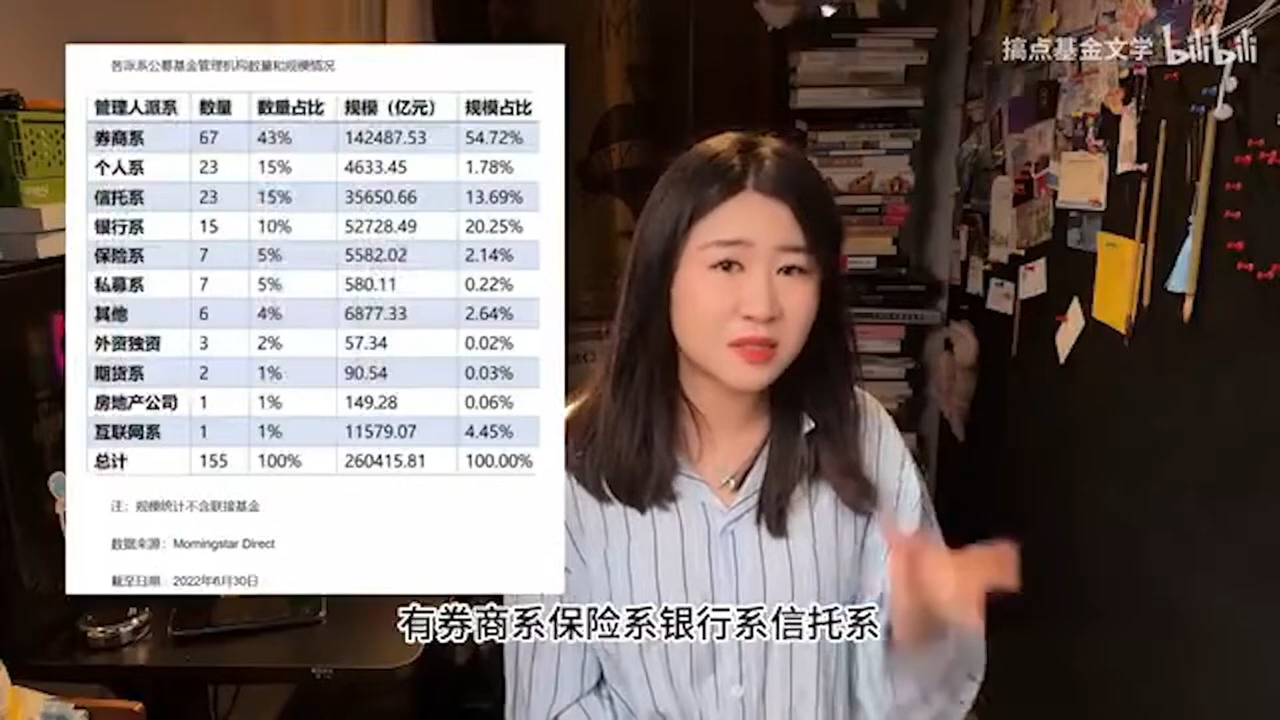 搞点基金文学 bilibili
各派系公募基金管理机构数量和规模情况
管理人派系 数量 数量占比 规模（亿元） 规模占比
券商系 67 43% 142487.53 54.72%
个人系 23 15% 4633.45 1.78%
信托系 23 15% 35650.66 13.69%
银行系 15 10% 52728.49 20.25%
保险系 7 5% 5582.02 2.14%
私募系 7 5% 580.11 0.22%
其他 6 4% 6877.33 2.64%
外资独资 3 2% 57.34 0.02%
期货系 2 1% 90.54 0.03%
房地产公司 1 1% 149.28 0.06%
互联网系 1 1% 11579.07 4.45%
总计 155 100% 260415.81 100.00%
注：规模统计不含联接基金
数据来源：Morningstar Direct
截至日期：2022年6月30日
有券商系保险系银行系信托系